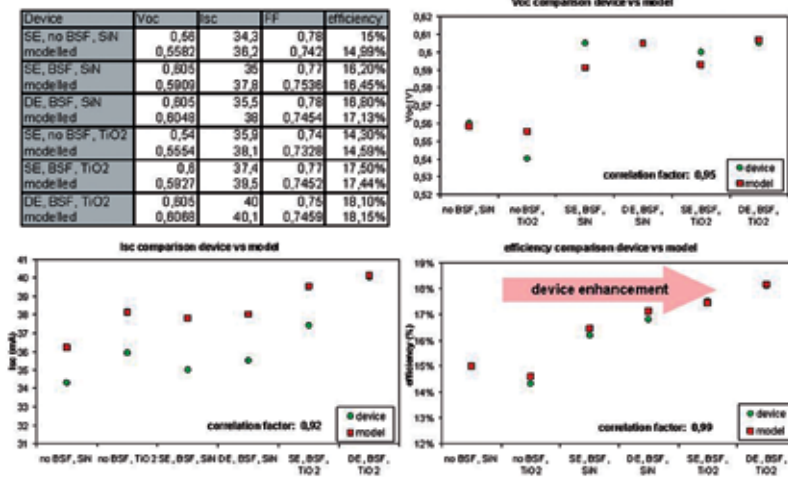 Device Voc Isc FF efficiency
SE, no BSF, SiN 0,56 34,3 0,78 15%
modelled 0,5582 36,2 0,742 14,99%
SE, BSF, SiN 0,605 35 0,77 16,20%
modelled 0,5909 37,8 0,7536 16,45%
DE, BSF, SiN 0,605 35,5 0,78 16,80%
modelled 0,6048 38 0,7454 17,13%
SE, no BSF, TiO2 0,54 35,9 0,74 14,30%
modelled 0,5554 38,1 0,7328 14,59%
SE, BSF, TiO2 0,6 37,4 0,77 17,50%
modelled 0,5927 39,5 0,7452 17,44%
DE, BSF, TiO2 0,605 40 0,75 18,10%
modelled 0,6068 40,1 0,7459 18,15%
Voc comparison device vs model
Voc [V]
0,62
0,61
0,6
0,59
0,58
0,57
0,56
0,55
0,54
0,53
0,52
correlation factor: 0,95
device
model
no BSF, SiN
no BSF, TiO2
SE, BSF, SiN
DE, BSF, SiN
SE, BSF, TiO2
DE, BSF, TiO2
Isc comparison device vs model
Isc (mA)
41
40
39
38
37
36
35
34
33
32
31
correlation factor: 0,92
device
model
no BSF, SiN
no BSF, TiO2
SE, BSF, SiN
DE, BSF, SiN
SE, BSF, TiO2
DE, BSF, TiO2
efficiency comparison device vs model
efficiency (%)
19%
18%
17%
16%
15%
14%
13%
12%
device enhancement
correlation factor: 0,99
device
model
no BSF, SiN
no BSF, TiO2
SE, BSF, SiN
DE, BSF, SiN
SE, BSF, TiO2
DE, BSF, TiO2